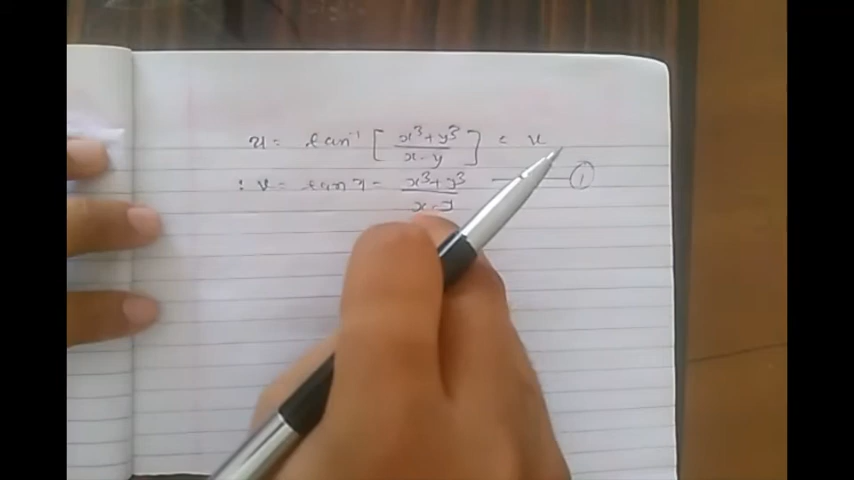 u = tan⁻¹ [ x³+y³ / x-y ] = u
: v = tan u = x³+y³ / x-y —— ①